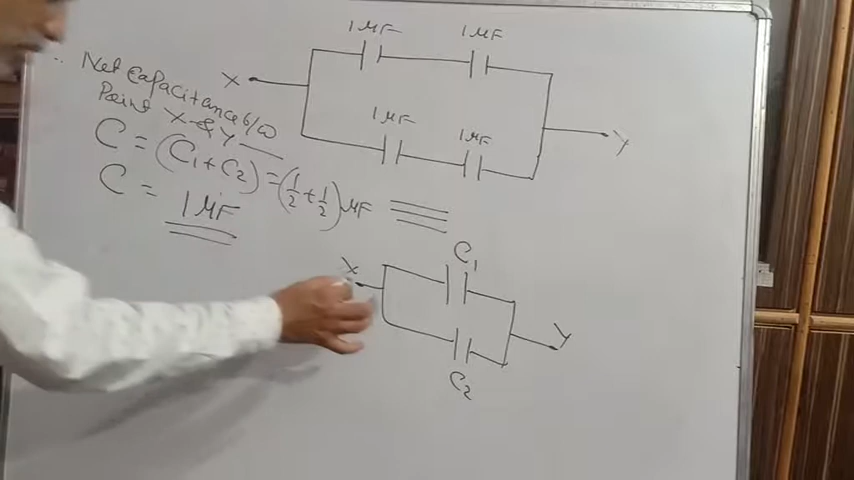 1μF 1μF
.. Net Capacitance b/w
Point X & Y
X
1μF 1μF
Y
C = (C1 + C2) = (1/2 + 1/2) μF
C = 1μF
X
C1
Y
C2